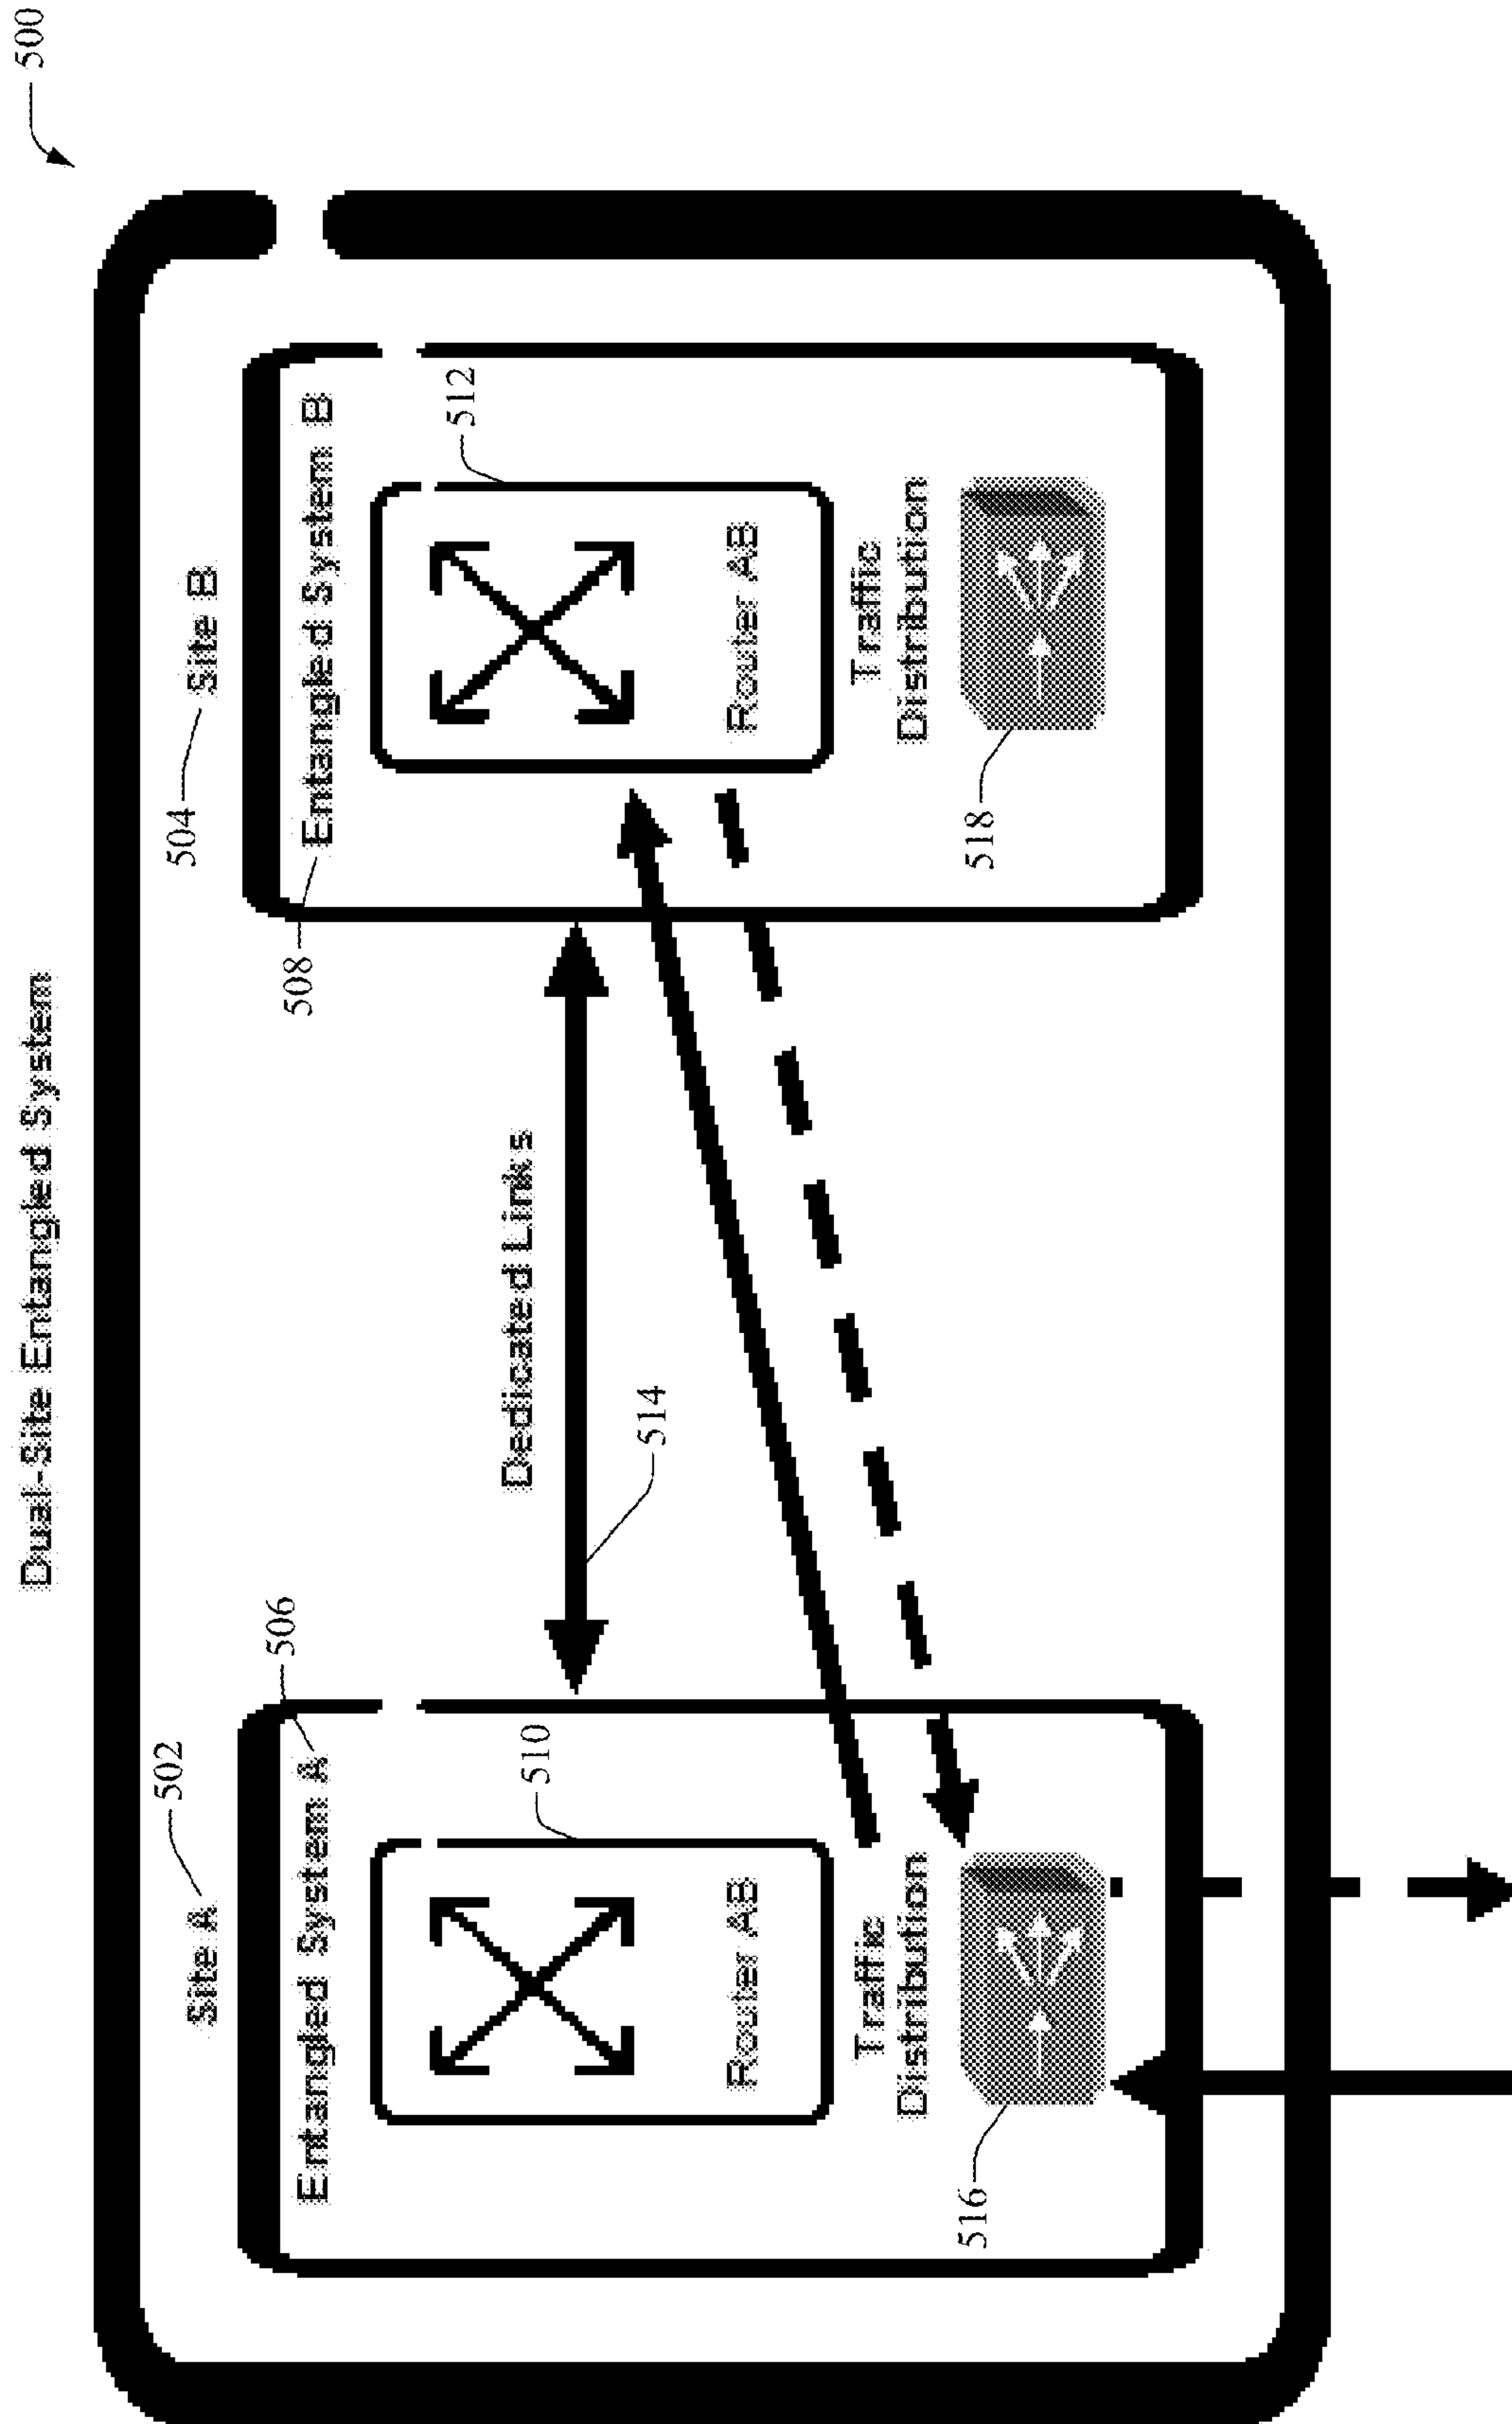 Dual-Site Entangled System
500
502
Site A
504
Site B
506
Entangled System A
508
Entangled System B
510
Router AB
512
Router AB
Dedicated Links
514
Traffic
Distribution
516
Traffic
Distribution
518